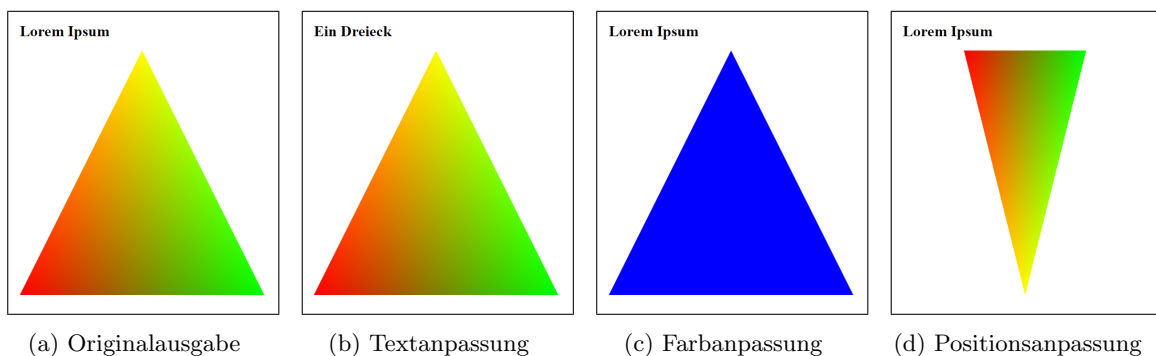 Lorem Ipsum
Ein Dreieck
Lorem Ipsum
Lorem Ipsum
(a) Originalausgabe
(b) Textanpassung
(c) Farbanpassung
(d) Positionsanpassung